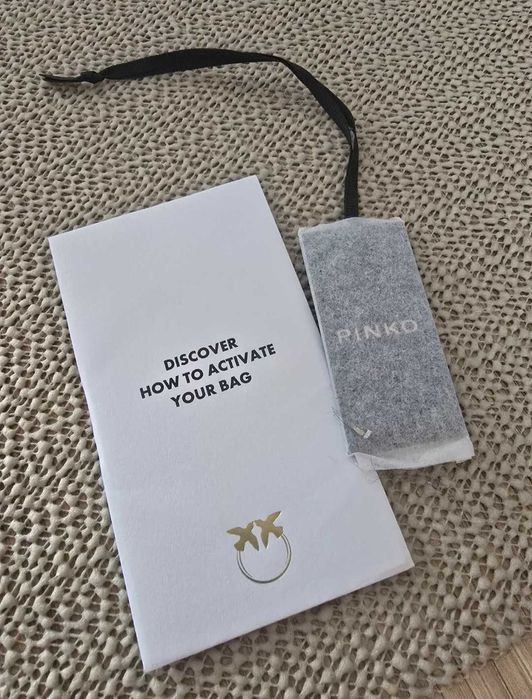 DISCOVER
HOW TO ACTIVATE
YOUR BAG
PINKO